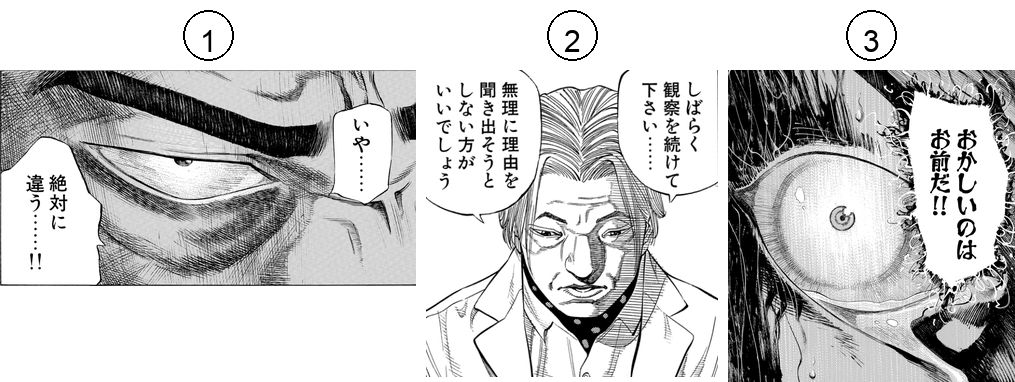 1
いや……
絶対に
違う……!!
2
しばらく
観察を続けて
下さい……
無理に理由を
聞き出そうと
しない方が
いいでしょう
3
おかしいのは
お前だ!!